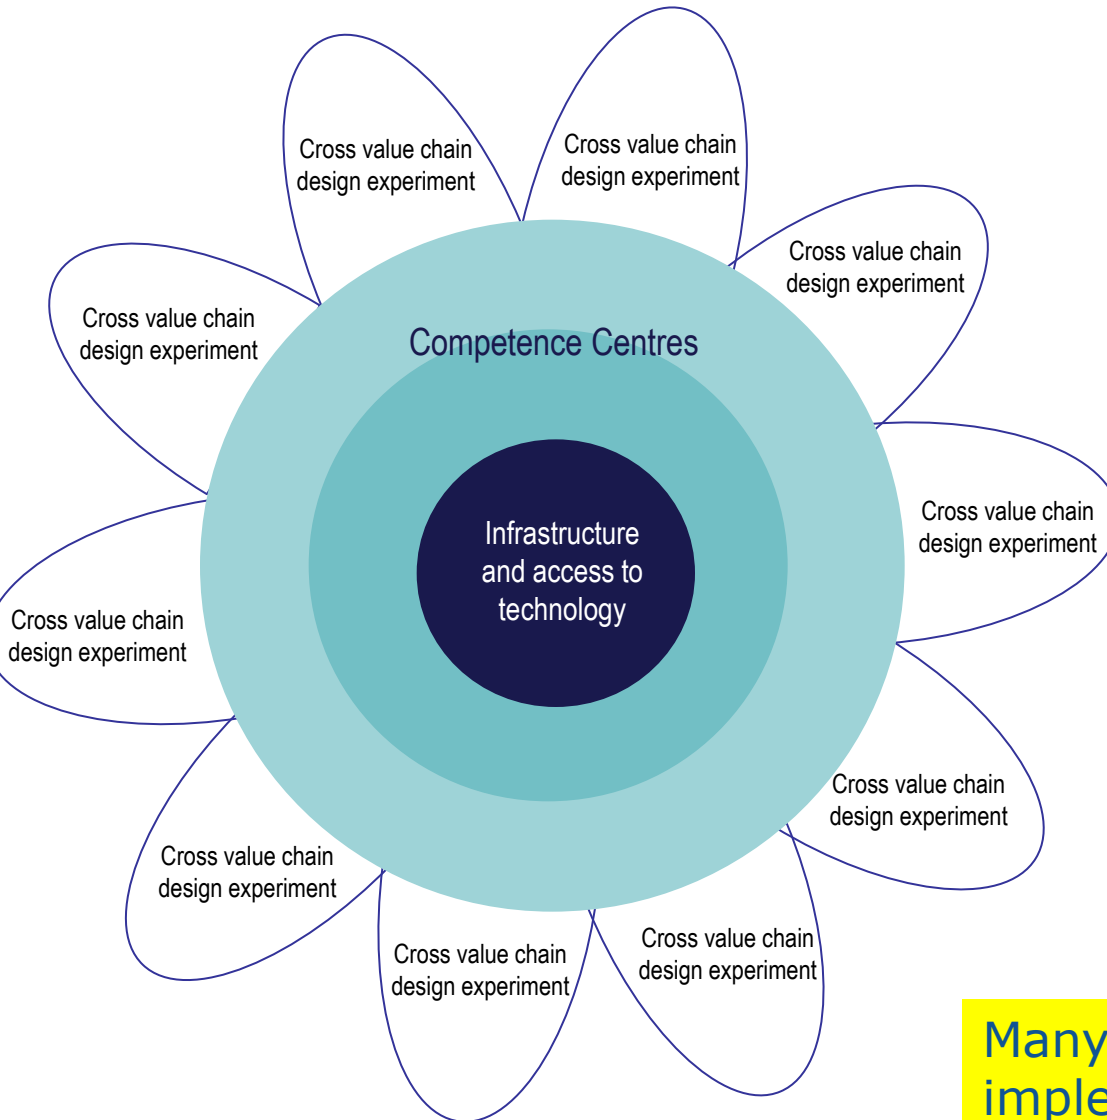 Cross value chain
design experiment
Cross value chain
design experiment
Cross value chain
design experiment
Cross value chain
design experiment
Competence Centres
Cross value chain
design experiment
Infrastructure
and access to
technology
Cross value chain
design experiment
Cross value chain
design experiment
Cross value chain
design experiment
Cross value chain
design experiment
Cross value chain
design experiment
Many
imple